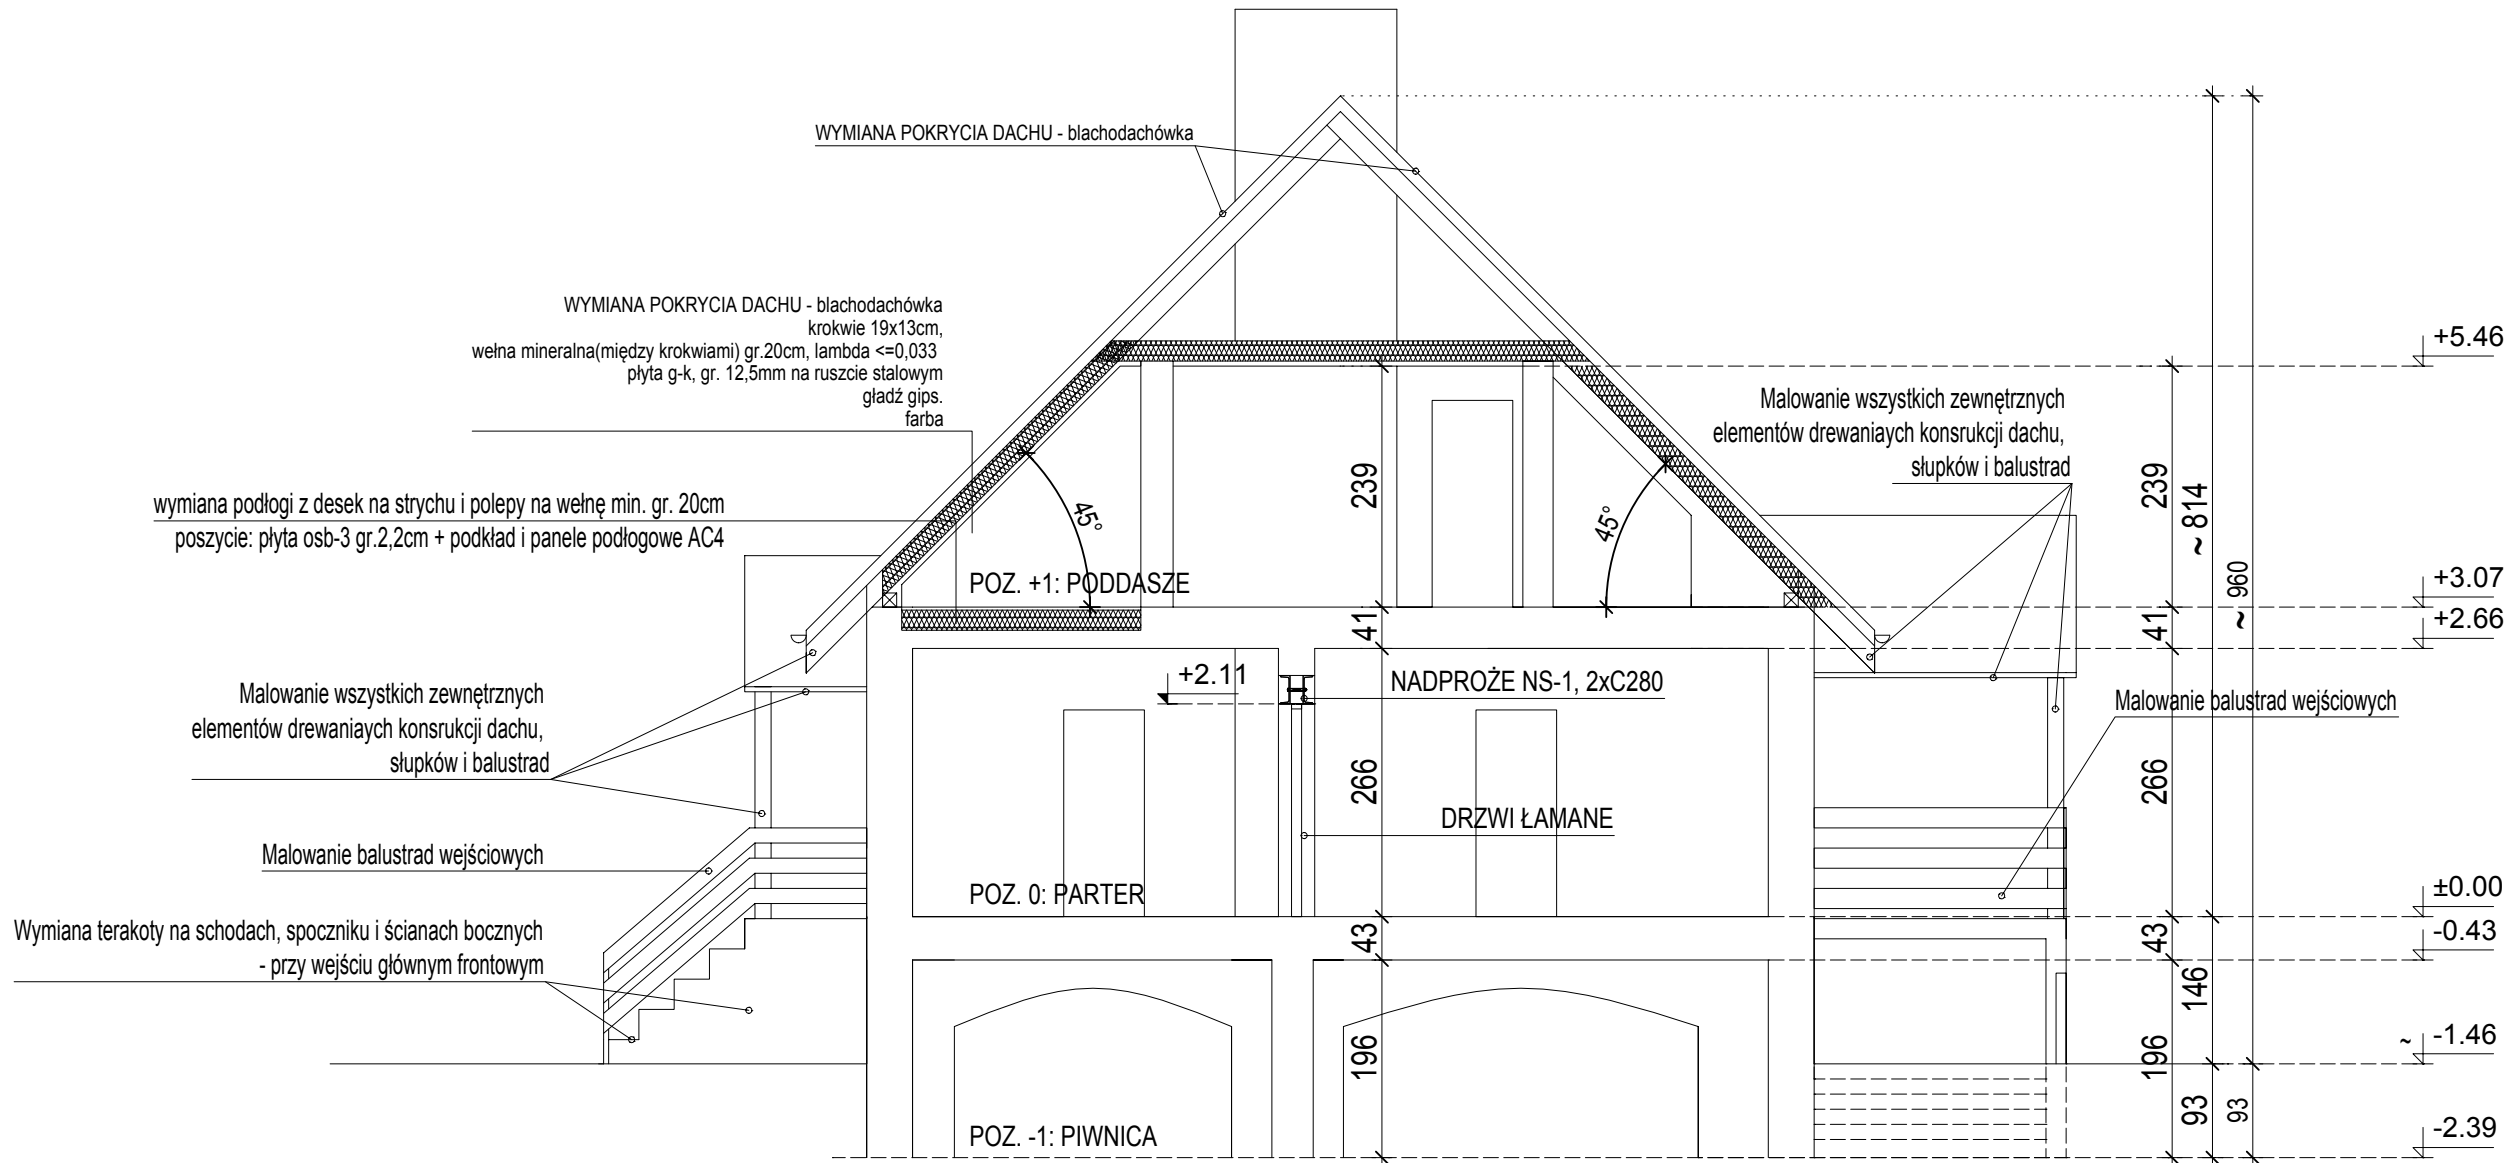 WYMIANA POKRYCIA DACHU - blachodachówka
WYMIANA POKRYCIA DACHU - blachodachówka
krokwie 19x13cm,
wełna mineralna(między krokwiami) gr.20cm, lambda <=0,033
płyta g-k, gr. 12,5mm na ruszcie stalowym
gładź gips.
farba
wymiana podłogi z desek na strychu i polepy na wełnę min. gr. 20cm
poszycie: płyta osb-3 gr.2,2cm + podkład i panele podłogowe AC4
Malowanie wszystkich zewnętrznych
elementów drewaniaych konsrukcji dachu,
słupków i balustrad
Malowanie balustrad wejściowych
Wymiana terakoty na schodach, spoczniku i ścianach bocznych
- przy wejściu głównym frontowym
45°
45°
POZ. +1: PODDASZE
+2.11
NADPROŻE NS-1, 2xC280
DRZWI ŁAMANE
POZ. 0: PARTER
POZ. -1: PIWNICA
239
41
266
43
196
Malowanie wszystkich zewnętrznych
elementów drewaniaych konsrukcji dachu,
słupków i balustrad
Malowanie balustrad wejściowych
239
41
266
43
196
~ 814
146
93
~ 960
93
+5.46
+3.07
+2.66
±0.00
-0.43
~ -1.46
-2.39